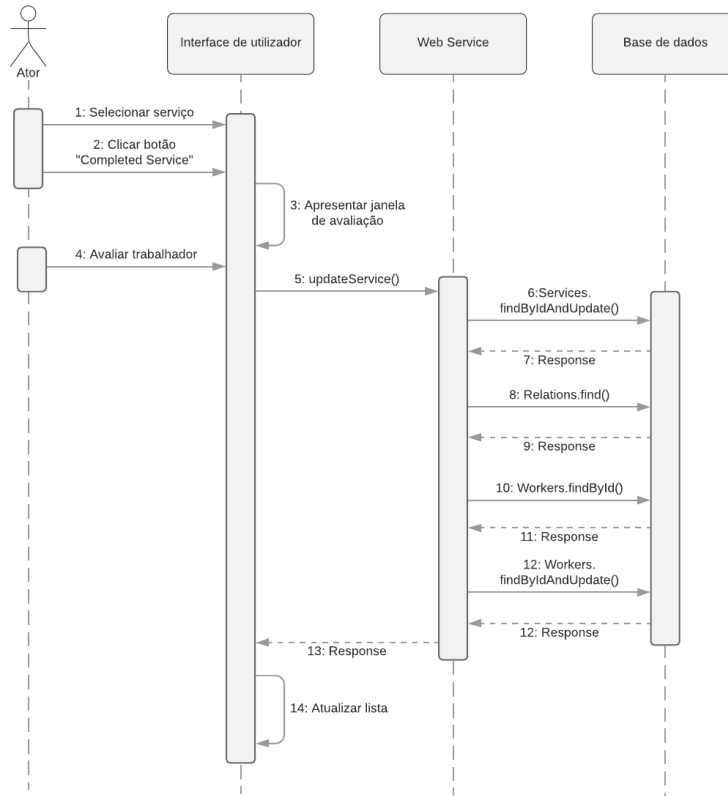 Ator
Interface de utilizador
Web Service
Base de dados
1: Selecionar serviço
2: Clicar botão
"Completed Service"
3: Apresentar janela
de avaliação
4: Avaliar trabalhador
5: updateService()
6:Services.
findByIdAndUpdate()
7: Response
8: Relations.find()
9: Response
10: Workers.findById()
11: Response
12: Workers.
findByIdAndUpdate()
12: Response
13: Response
14: Atualizar lista